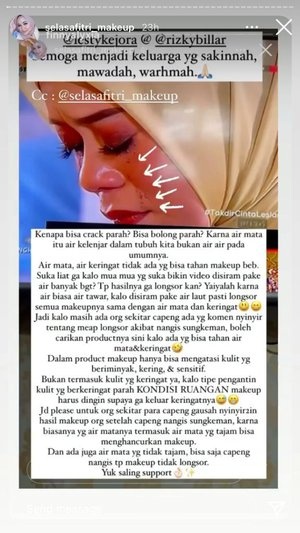 selasafitri_makeup 23h
finmylyx
@lestykejora @ @rizkybillar
Semoga menjadi keluarga yg sakinnah,
mawadah, warhmah.🙏
Cc : @selasafitri_makeup
#TakdirCintaLesla
Kenapa bisa crack parah? Bisa bolong parah? Karna air mata
itu air kelenjar dalam tubuh kita bukan air air pada
umumnya.
Air mata, air keringat tidak ada yg bisa tahan makeup beb.
Suka liat ga kalo mua mua yg suka bikin video disiram pake
air banyak bgt? Tp hasilnya ga longsor kan? Yaiyalah karna
air biasa air tawar, kalo disiram pake air laut pasti longsor
semua makeupnya sama dengan air mata dan keringat😄😄
Jadi kalo masih ada org sekitar capeng ada yg komen nyinyir
tentang meap longsor akibat nangis sungkeman, boleh
carikan productnya sini kalo ada yg bisa tahan air
mata&keringat🤣
Dalam product makeup hanya bisa mengatasi kulit yg
beriminyak, kering, & sensitif.
Bukan termasuk kulit yg keringat ya, kalo tipe pengantin
kulit yg berkeringat parah KONDISI RUANGAN makeup
harus dingin supaya ga keluar keringatnya😅😁
Jd please untuk org sekitar para capeng gausah nyinyirzin
hasil makeup org setelah capeng nangis sungkeman, karna
biasanya yg air matanya termasuk air mata yg tajam bisa
menghancurkan makeup.
Dan ada juga air mata yg tidak tajam, bisa saja capeng
nangis tp makeup tidak longsor.
Yuk saling support👌🏻✨
Send message